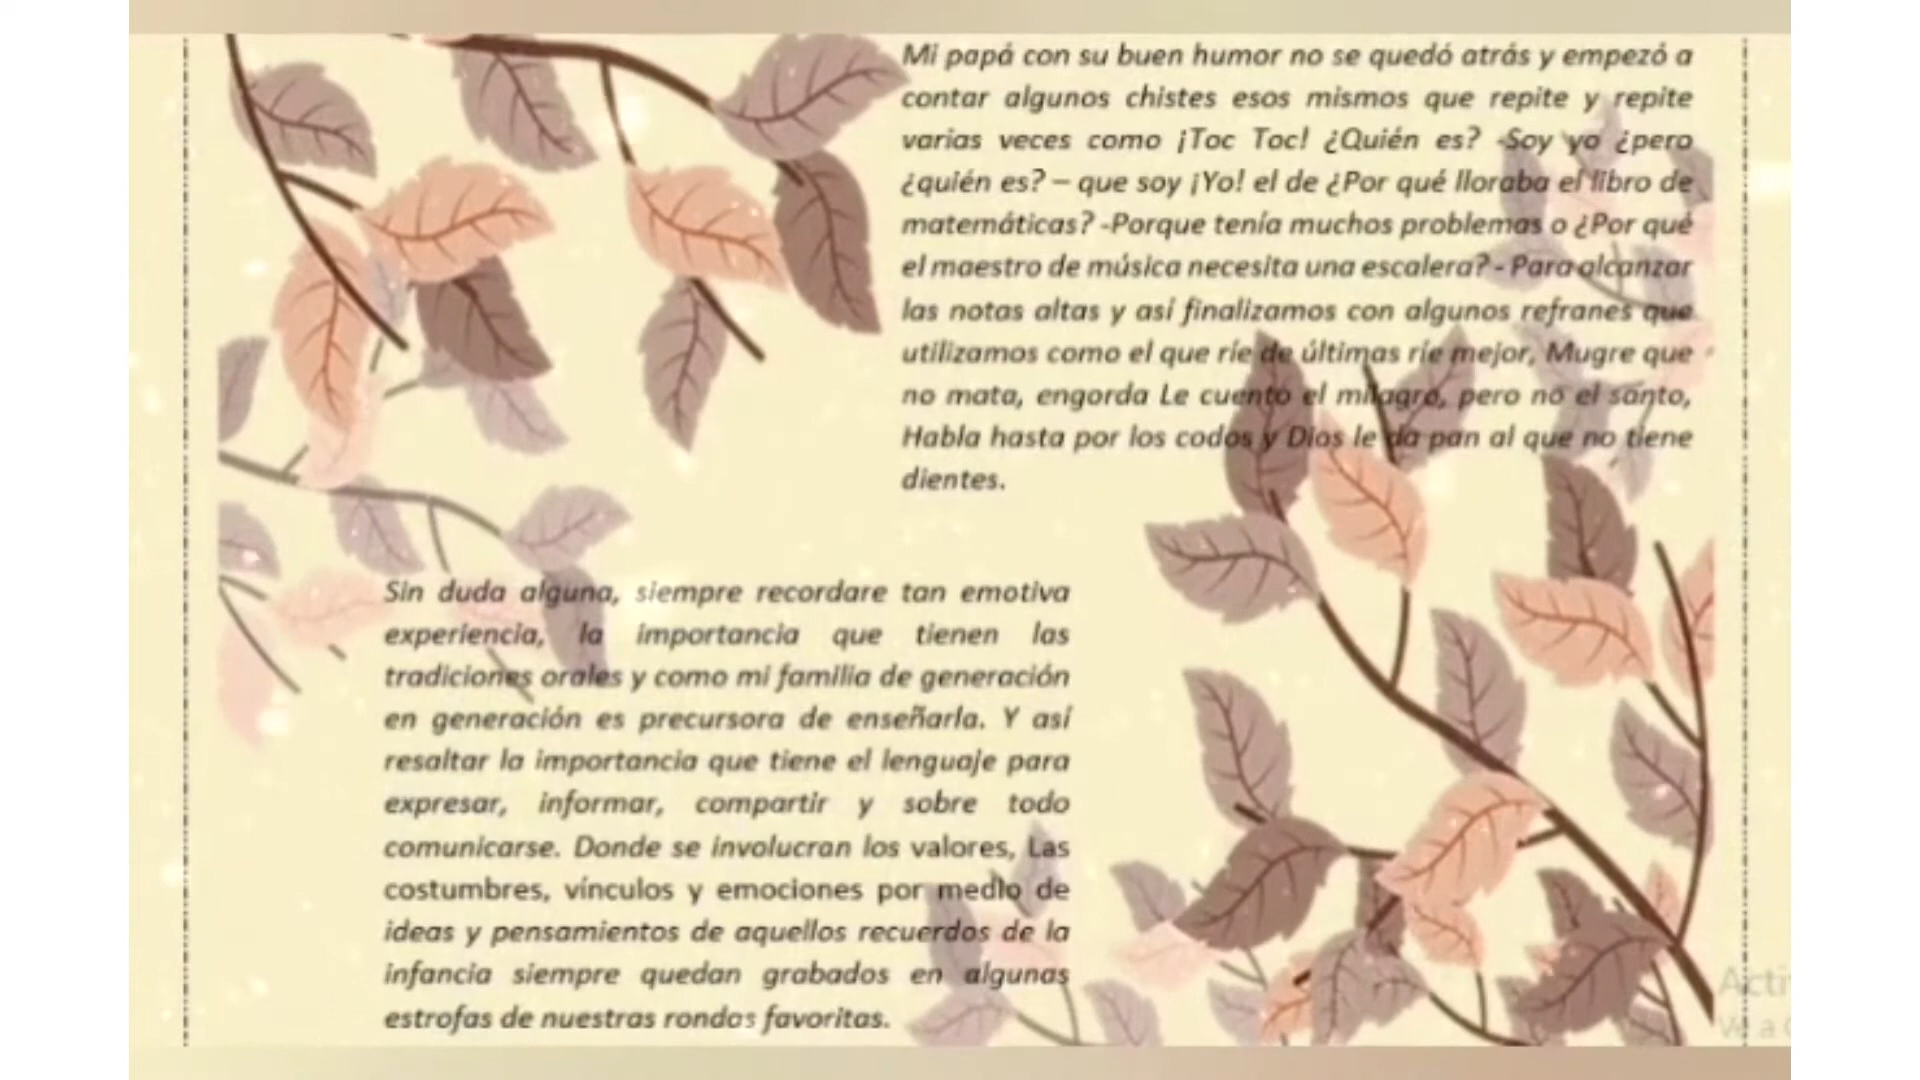 Mi papá con su buen humor no se quedó atrás y empezó a
contar algunos chistes esos mismos que repite y repite
varias veces como ¡Toc Toc! ¿Quién es? -Soy yo ¿pero
¿quién es? – que soy ¡Yo! el de ¿Por qué lloraba el libro de
matemáticas? -Porque tenía muchos problemas o ¿Por qué
el maestro de música necesita una escalera? - Para alcanzar
las notas altas y así finalizamos con algunos refranes que
utilizamos como el que ríe de últimas ríe mejor, Mugre que
no mata, engorda Le cuento el milagro, pero no el santo,
Habla hasta por los codos y Dios le da pan al que no tiene
dientes.
Sin duda alguna, siempre recordare tan emotiva
experiencia, la importancia que tienen las
tradiciones orales y como mi familia de generación
en generación es precursora de enseñarla. Y así
resaltar la importancia que tiene el lenguaje para
expresar, informar, compartir y sobre todo
comunicarse. Donde se involucran los valores, Las
costumbres, vínculos y emociones por medio de
ideas y pensamientos de aquellos recuerdos de la
infancia siempre quedan grabados en algunas
estrofas de nuestras rondas favoritas.
Acti
Ve a